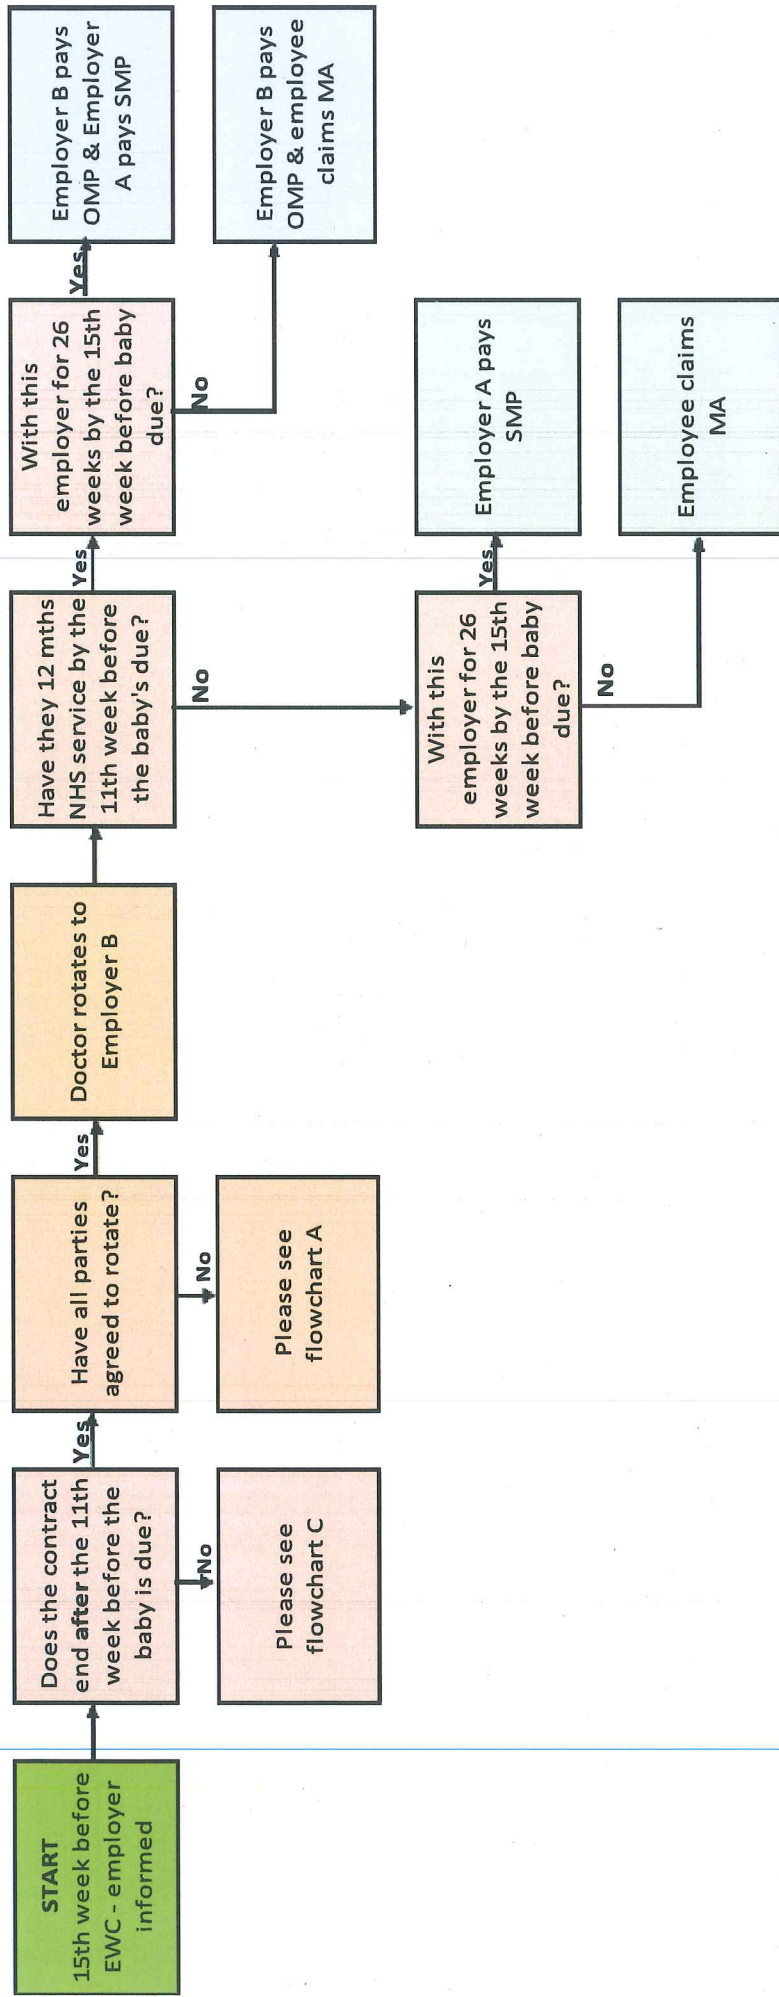 START
15th week before
EWC - employer
informed
Does the contract
end after the 11th
week before the
baby is due?
Yes
No
Please see
flowchart C
Have all parties
agreed to rotate?
Yes
No
Please see
flowchart A
Doctor rotates to
Employer B
Have they 12 mths
NHS service by the
11th week before
the baby's due?
Yes
No
With this
employer for 26
weeks by the 15th
week before baby
due?
Yes
No
Employer B pays
OMP & Employer
A pays SMP
Employer B pays
OMP & employee
claims MA
With this
employer for 26
weeks by the 15th
week before baby
due?
Yes
No
Employer A pays
SMP
Employee claims
MA